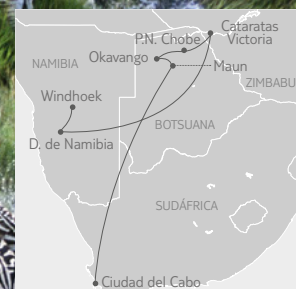 Cataratas
Victoria
P.N. Chobe
Okavango
Maun
NAMIBIA
ZIMBABU
Windhoek
BOTSUANA
D. de Namibia
SUDÁFRICA
Ciudad del Cabo